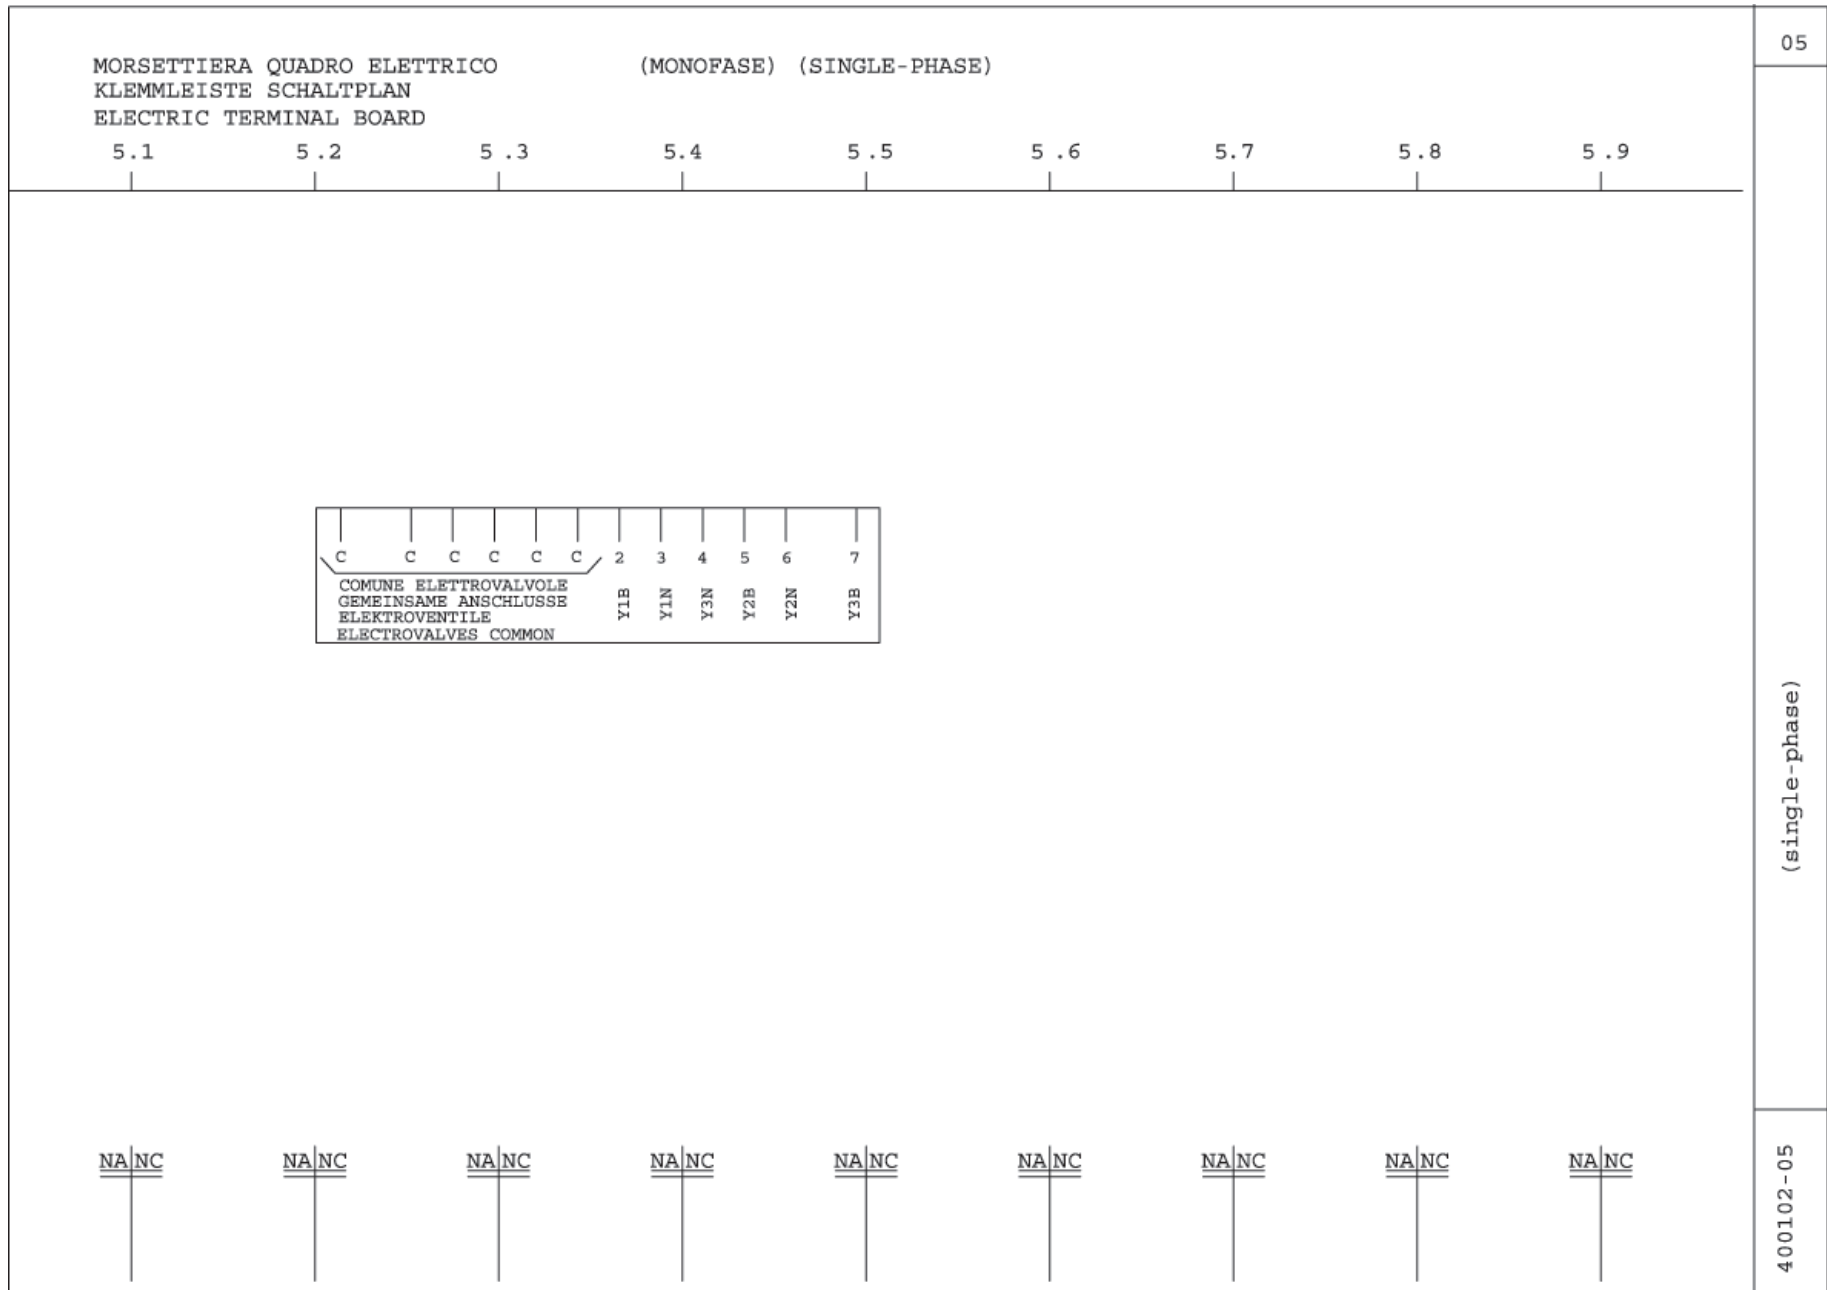 05
MORSETTIERA QUADRO ELETTRICO (MONOFASE) (SINGLE-PHASE)
KLEMMLEISTE SCHALTPLAN
ELECTRIC TERMINAL BOARD
5.1 5.2 5.3 5.4 5.5 5.6 5.7 5.8 5.9
C C C C C C 2 3 4 5 6 7
COMUNE ELETTROVALVOLE
GEMEINSAME ANSCHLUSSE
ELEKTROVENTILE
ELECTROVALVES COMMON
Y1B Y1N Y3N Y2B Y2N Y3B
(single-phase)
NA NC NA NC NA NC NA NC NA NC NA NC NA NC NA NC NA NC
400102-05